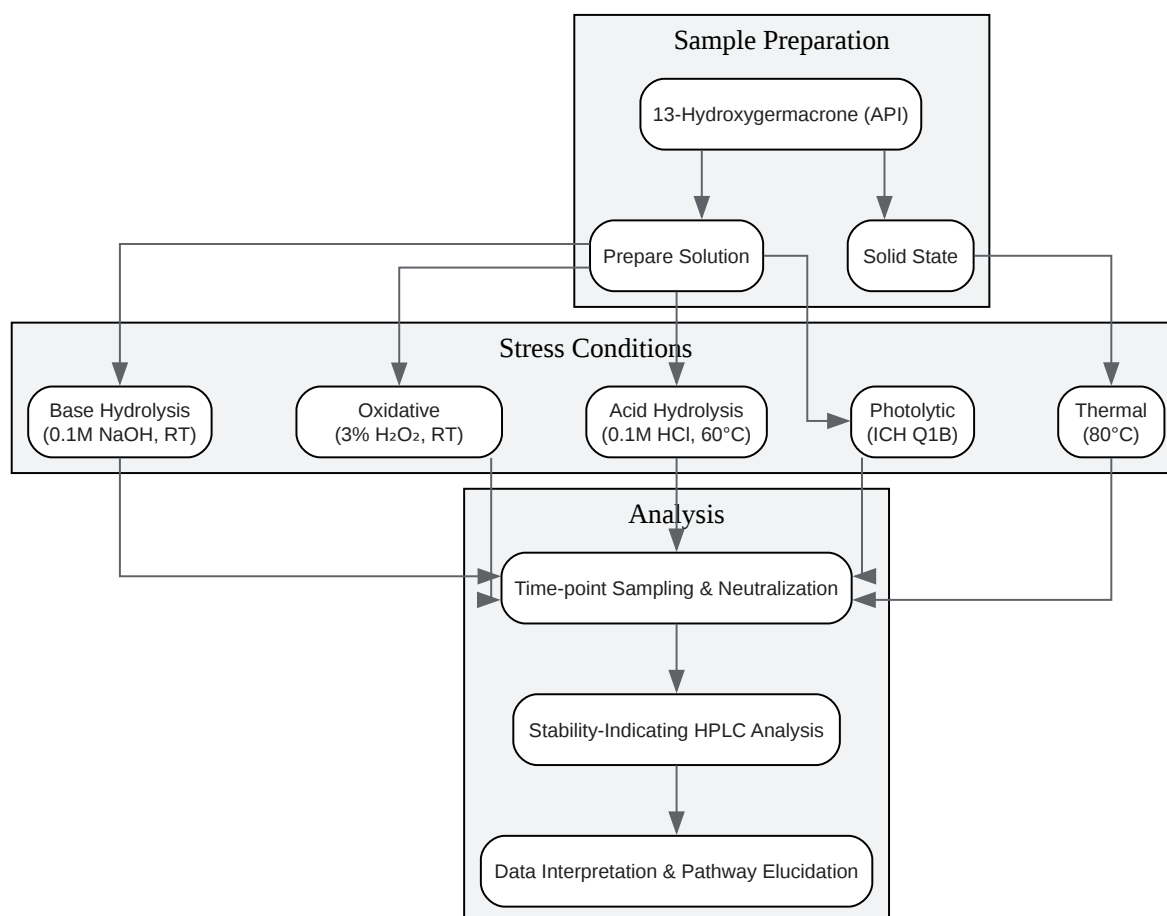 Sample Preparation
13-Hydroxygermacrone (API)
Prepare Solution
Solid State
Stress Conditions
Base Hydrolysis
(0.1M NaOH, RT)
Oxidative
(3% H₂O₂, RT)
Acid Hydrolysis
(0.1M HCl, 60°C)
Photolytic
(ICH Q1B)
Thermal
(80°C)
Analysis
Time-point Sampling & Neutralization
Stability-Indicating HPLC Analysis
Data Interpretation & Pathway Elucidation